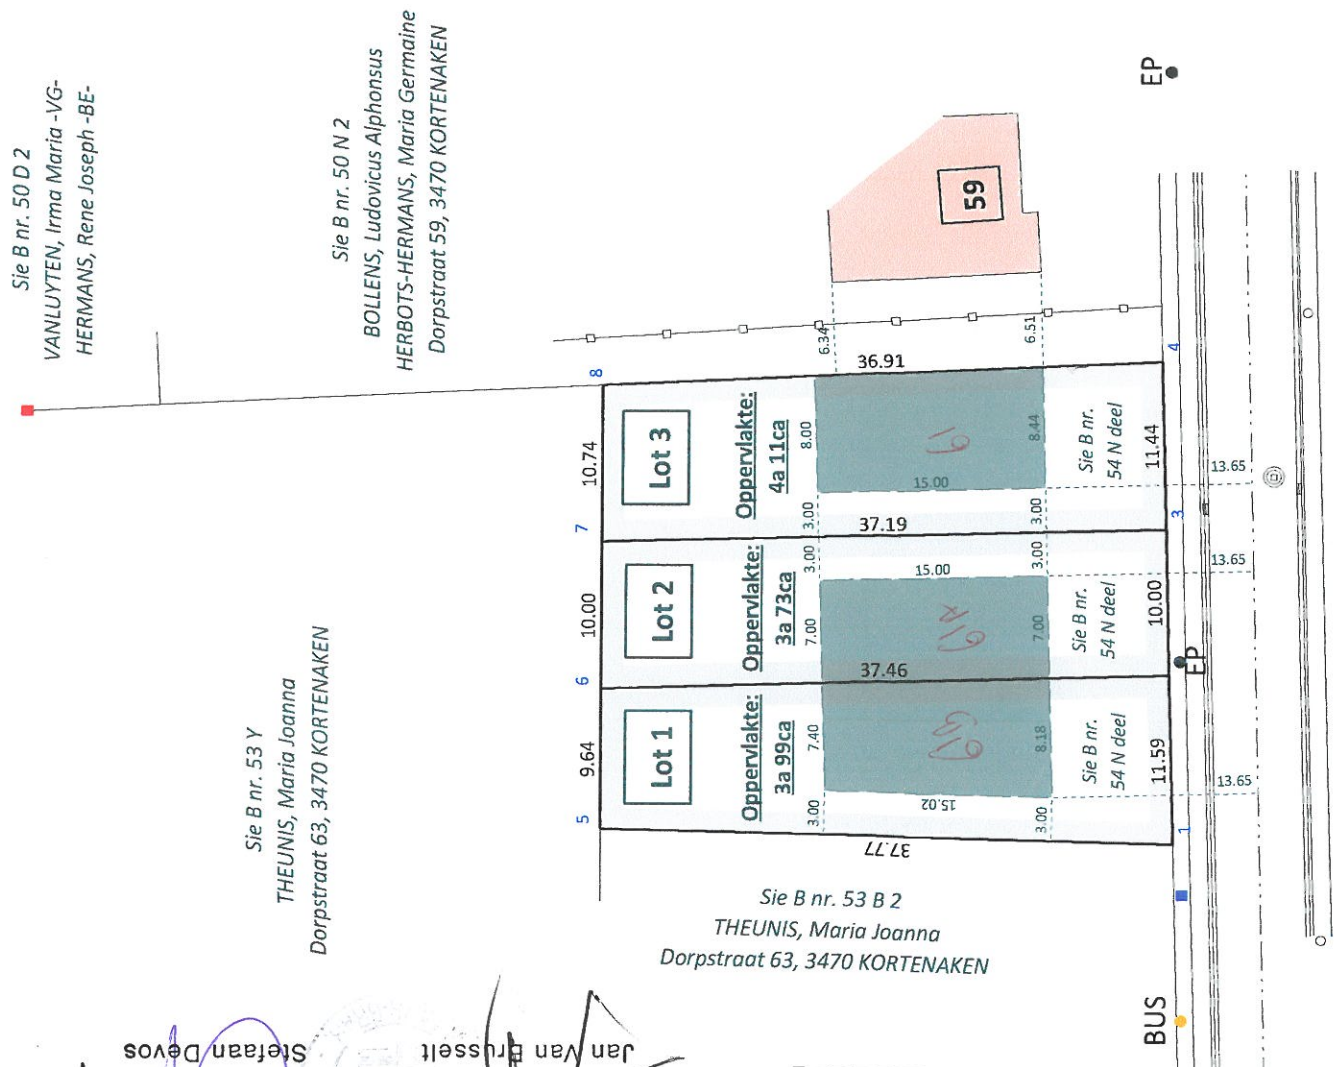 Sie B nr. 50 D 2
VANLUYTEN, Irma Maria -VG-
HERMANS, Rene Joseph -BE-
Sie B nr. 50 N 2
BOLLENS, Ludovicus Alphonsus
HERBOTS-HERMANS, Maria Germaine
Dorpstraat 59, 3470 KORTENAKEN
Sie B nr. 53 Y
THEUNIS, Maria Joanna
Dorpstraat 63, 3470 KORTENAKEN
5
9.64
6
10.00
7
10.74
8
Lot 1
Oppervlakte:
3a 99ca
Lot 2
Oppervlakte:
3a 73ca
Lot 3
Oppervlakte:
4a 11ca
3.00
7.40
7.00
3.00
3.00
8.00
6.34
37.77
15.02
37.46
15.00
37.19
15.00
36.91
61
59
3.00
8.18
7.00
3.00
3.00
8.44
6.51
Sie B nr.
54 N deel
Sie B nr.
54 N deel
Sie B nr.
54 N deel
11.59
10.00
11.44
1
3
4
EP
EP
BUS
13.65
13.65
13.65
Sie B nr. 53 B 2
THEUNIS, Maria Joanna
Dorpstraat 63, 3470 KORTENAKEN
Stefaan Devos
Jan Van Brusselt